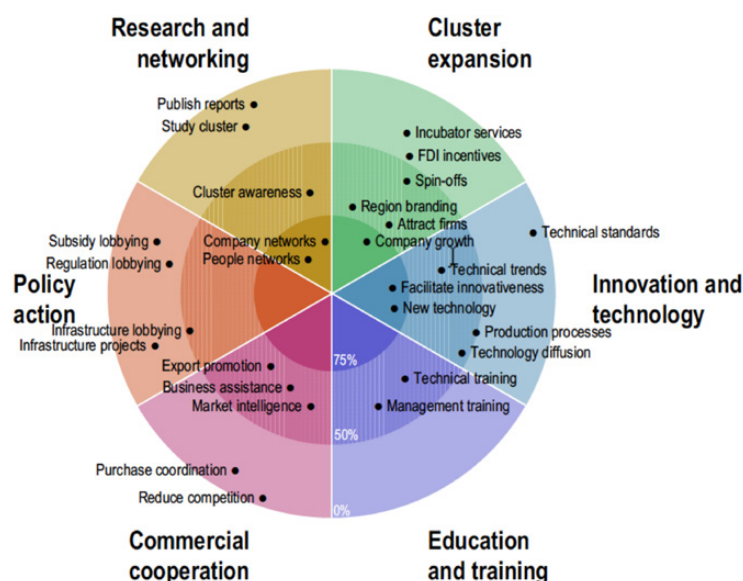 Research and
networking
Cluster
expansion
Publish reports
Study cluster
Incubator services
FDI incentives
Spin-offs
Cluster awareness
Region branding
Attract firms
Technical standards
Subsidy lobbying
Company networks
Company growth
Regulation lobbying
People networks
Technical trends
Policy
action
Facilitate innovativeness
Innovation and
technology
New technology
Infrastructure lobbying
Production processes
Infrastructure projects
Technology diffusion
75%
Export promotion
Technical training
Business assistance
Market intelligence
Management training
50%
Purchase coordination
Reduce competition
0%
Commercial
cooperation
Education
and training